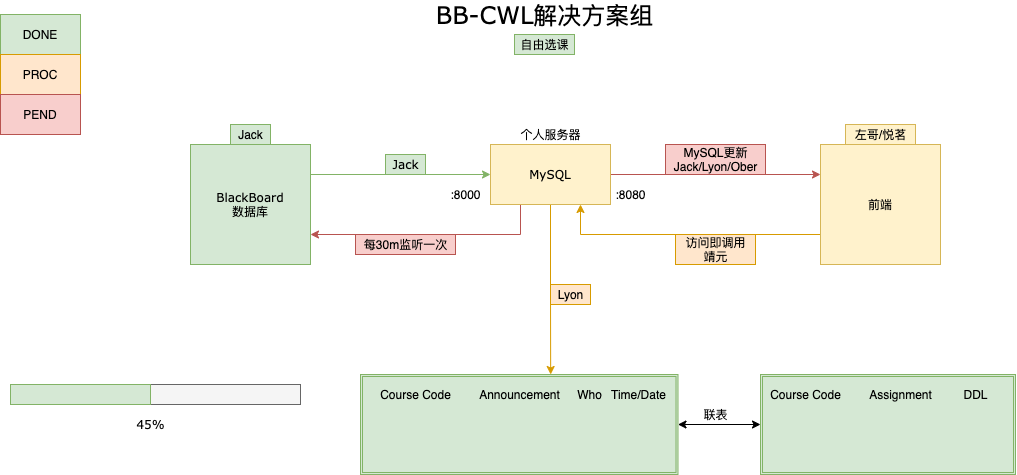 BB-CWL解决方案组
自由选课
DONE
PROC
PEND
Jack
BlackBoard
数据库
Jack
个人服务器
MySQL
:8000
:8080
MySQL更新
Jack/Lyon/Ober
左哥/悦茗
前端
每30m监听一次
访问即调用
靖元
Lyon
Course Code Announcement Who Time/Date
联表
Course Code Assignment DDL
45%